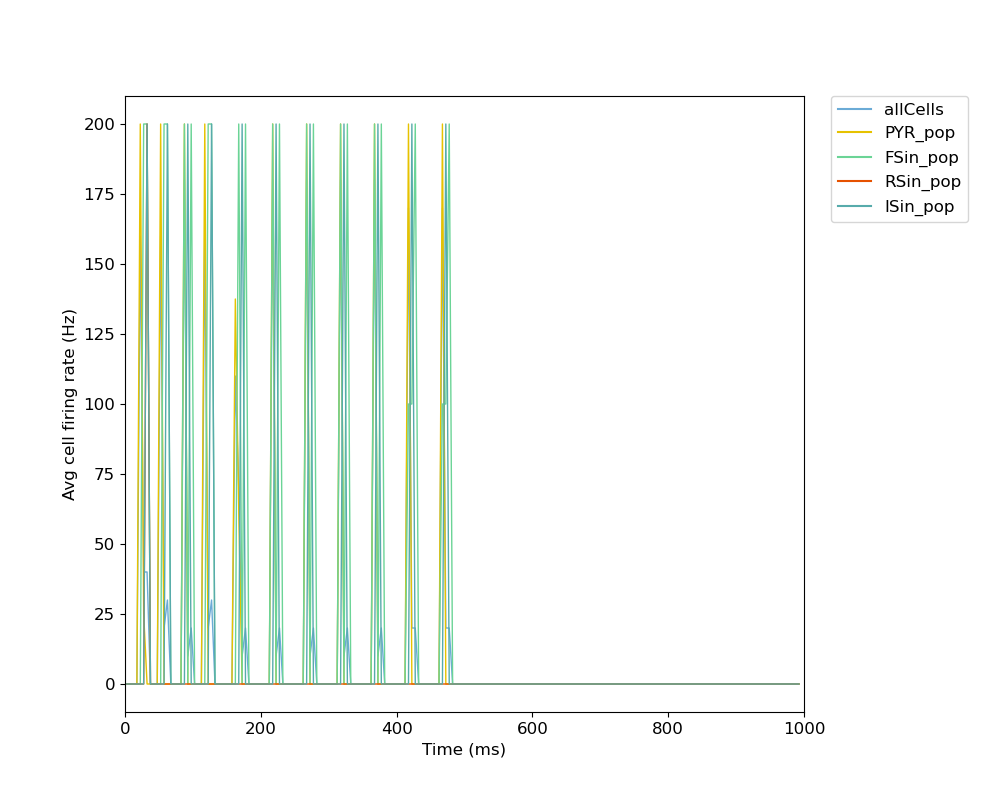 200
175
150
125
100
75
50
25
0
Avg cell firing rate (Hz)
0 200 400 600 800 1000
Time (ms)
allCells
PYR_pop
FSin_pop
RSin_pop
ISin_pop